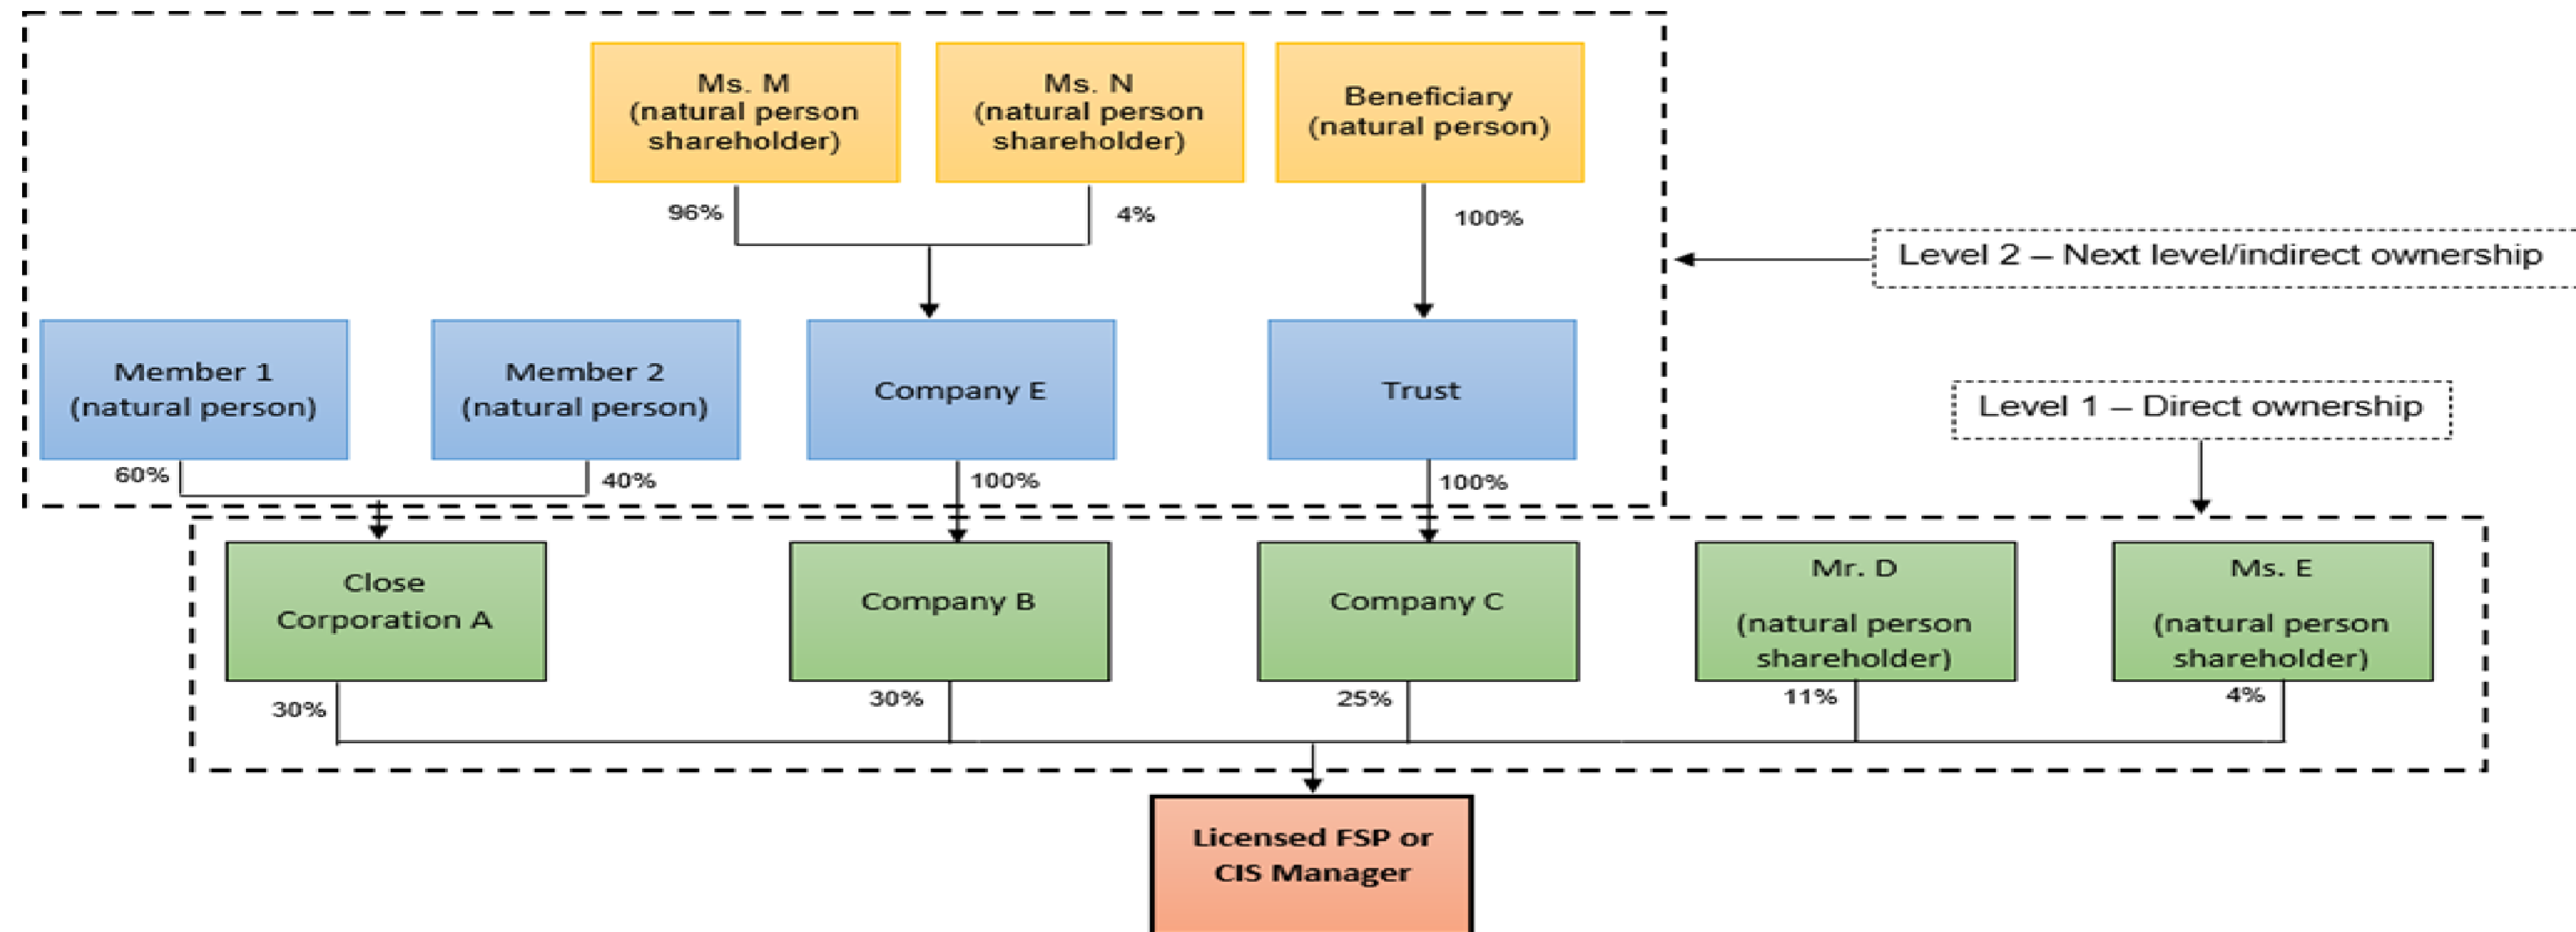 Ms. M
(natural person
shareholder)
Ms. N
(natural person
shareholder)
Beneficiary
(natural person)
96%
4%
100%
Level 2 – Next level/indirect ownership
Member 1
(natural person)
Member 2
(natural person)
Company E
Trust
Level 1 – Direct ownership
60%
40%
100%
100%
Close
Corporation A
Company B
Company C
Mr. D
(natural person
shareholder)
Ms. E
(natural person
shareholder)
30%
30%
25%
11%
4%
Licensed FSP or
CIS Manager